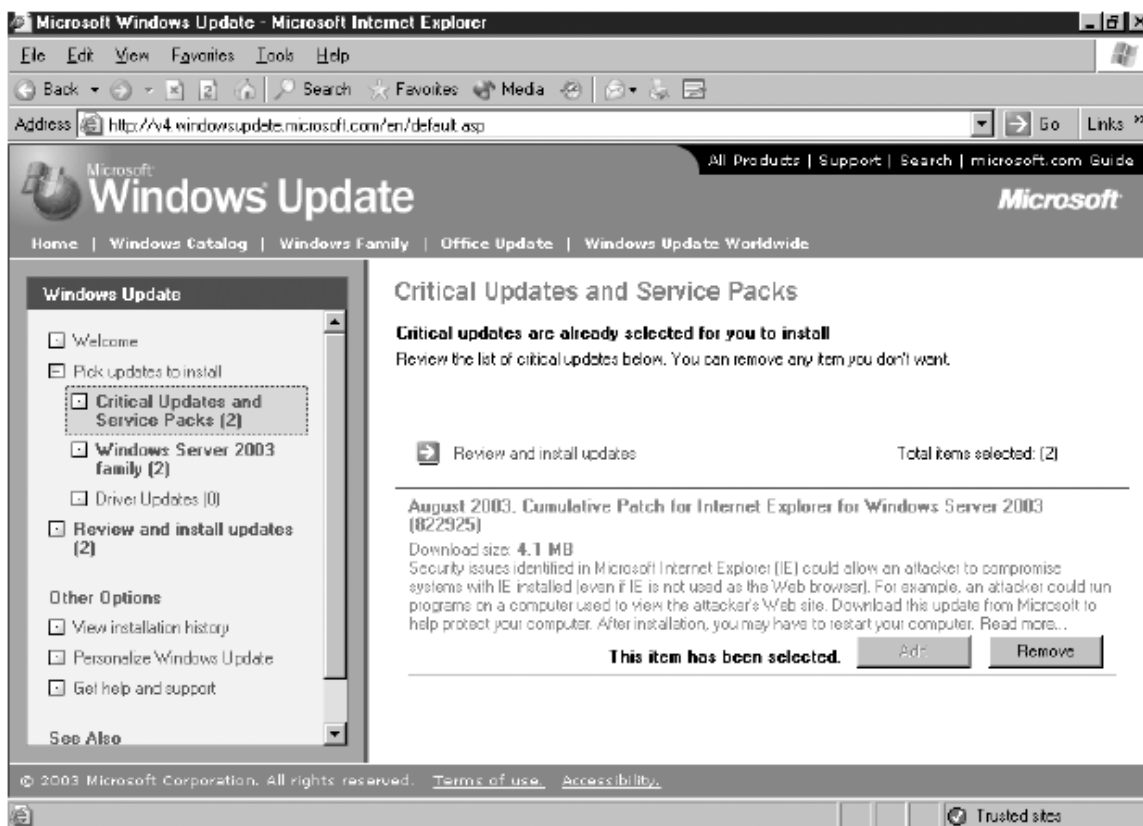 Microsoft Windows Update - Microsoft Internet Explorer
File Edit View Favorites Tools Help
Back Search Favorites Media
Address http://v4.windowsupdate.microsoft.com/en/default.asp Go Links »
All Products | Support | Search | microsoft.com Guide
Microsoft
Windows Update
Microsoft
Home | Windows Catalog | Windows Family | Office Update | Windows Update Worldwide
Windows Update
Welcome
Pick updates to install
Critical Updates and
Service Packs (2)
Windows Server 2003
family (2)
Driver Updates (0)
Review and install updates
(2)
Other Options
View installation history
Personalize Windows Update
Get help and support
See Also
Critical Updates and Service Packs
Critical updates are already selected for you to install
Review the list of critical updates below. You can remove any item you don't want.
Review and install updates Total items selected: (2)
August 2003, Cumulative Patch for Internet Explorer for Windows Server 2003
(822925)
Download size: 4.1 MB
Security issues identified in Microsoft Internet Explorer (IE) could allow an attacker to compromise
systems with IE installed (even if IE is not used as the Web browser). For example, an attacker could run
programs on a computer used to view the attacker's Web site. Download this update from Microsoft to
help protect your computer. After installation, you may have to restart your computer. Read more...
This item has been selected. Add Remove
© 2003 Microsoft Corporation. All rights reserved. Terms of use. Accessibility.
Trusted sites